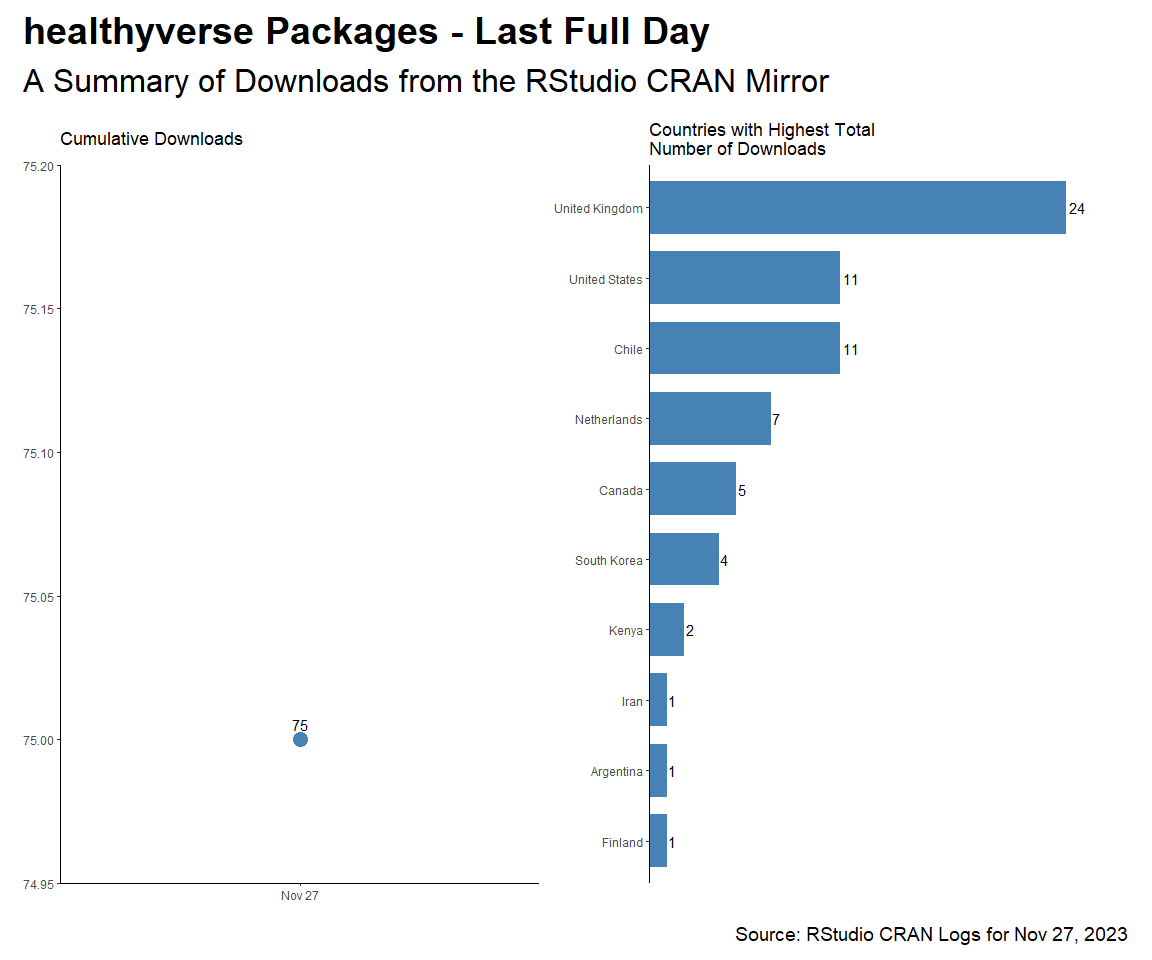 healthyverse Packages - Last Full Day
A Summary of Downloads from the RStudio CRAN Mirror
Cumulative Downloads
75.20
75.15
75.10
75.05
75.00
74.95
75
Nov 27
Countries with Highest Total
Number of Downloads
United Kingdom 24
United States 11
Chile 11
Netherlands 7
Canada 5
South Korea 4
Kenya 2
Iran 1
Argentina 1
Finland 1
Source: RStudio CRAN Logs for Nov 27, 2023